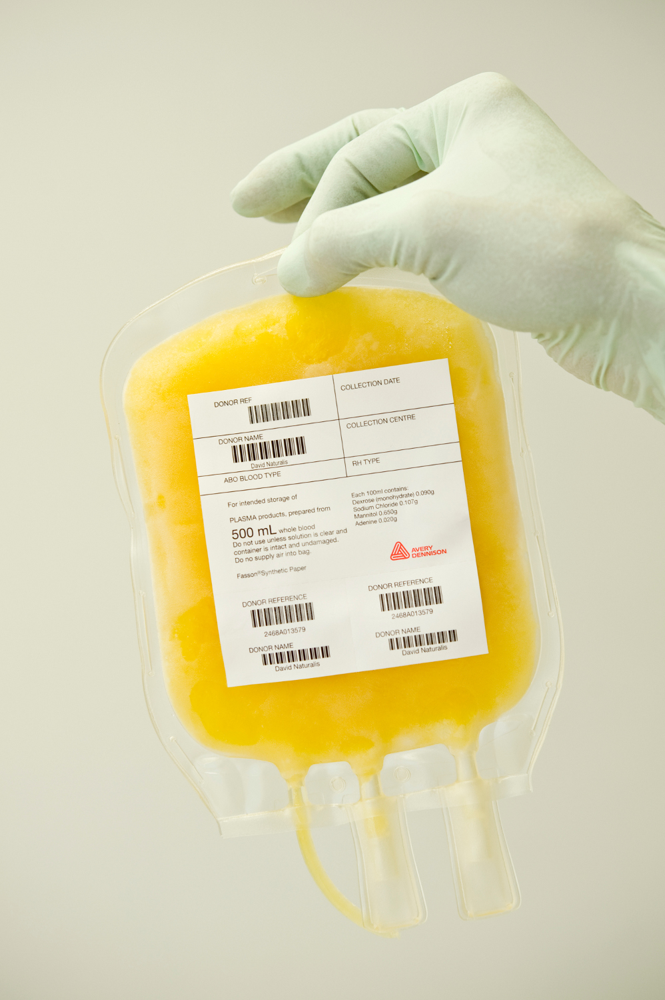 DONOR REF
COLLECTION DATE
DONOR NAME
David Naturalis
COLLECTION CENTRE
ABO BLOOD TYPE
RH TYPE
For intended storage of
PLASMA products, prepared from
500 mL whole blood
Do not use unless solution is clear and
container is intact and undamaged.
Do no supply air into bag.
Fasson®Synthetic Paper
Each 100ml contains:
Dexrose (monohydrate) 0.090g
Sodium Chloride 0.107g
Mannitol 0.650g
Adenine 0.020g
AVERY
DENNISON
DONOR REFERENCE
2468A013579
DONOR NAME
David Naturalis
DONOR REFERENCE
2468A013579
DONOR NAME
David Naturalis